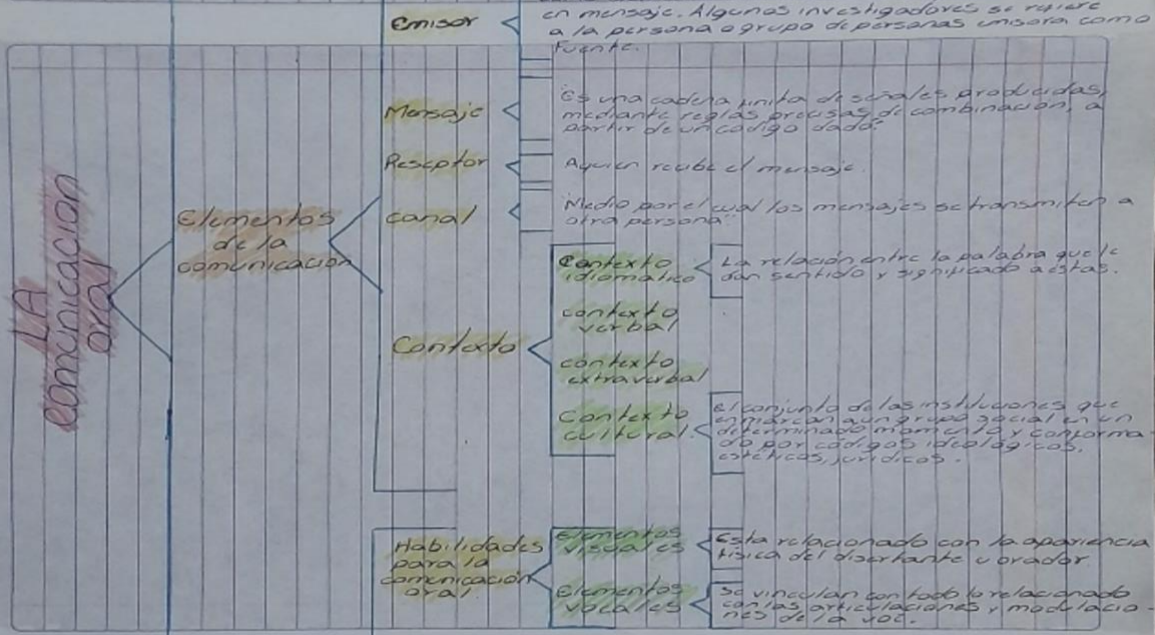 LA
comunicacion
oral
Elementos
de la
comunicación
Emisor
en mensaje. Algunos investigadores se refiere
a la persona o grupo de personas emisora como
fuente.
Mensaje
"Es una cadena finita de señales producidas,
mediante reglas precisas de combinación, a
partir de un código dado"
Reseptor
Aquien recibe el mensaje.
canal
"Medio por el cual los mensajes se transmiten a
otra persona"
Contexto
Contexto
idiomatico
La relación entre la palabra que le
dan sentido y significado a estas.
contexto
verbal
contexto
extraverbal
Contexto
cultural.
El conjunto de las instituciones que
enmarcan aun grupo social en un
determinado momento y conforma-
do por códigos ideológicos,
estéticos, jurídicos.
Habilidades
para la
comunicación
oral.
Elementos
visuales
Esta relacionado con la apariencia
física del disertante u orador.
Elementos
vocales
Se vinculan con todo lo relacionado
con las articulaciones y modulacio-
nes de la voc.